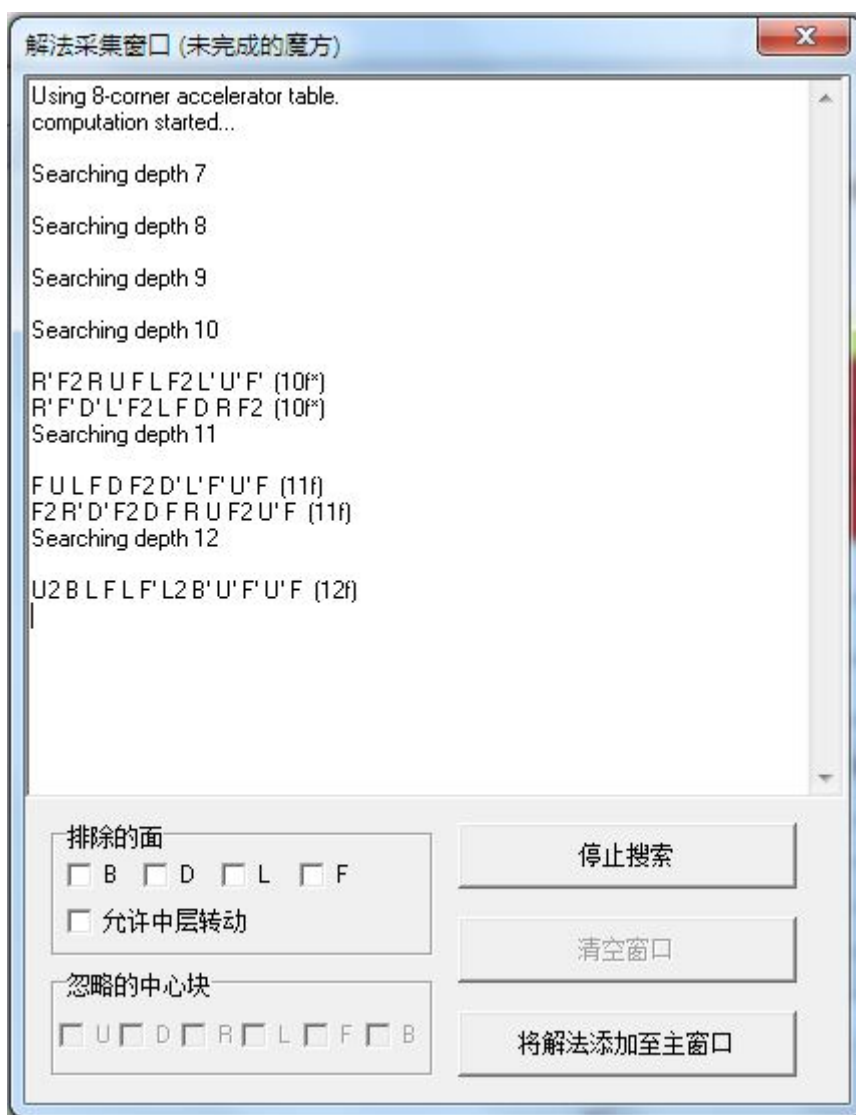 解法采集窗口 (未完成的魔方)
Using 8-corner accelerator table.
computation started...
Searching depth 7
Searching depth 8
Searching depth 9
Searching depth 10
R' F2 R U F L F2 L' U' F' (10f*)
R' F' D' L' F2 L F D R F2 (10f*)
Searching depth 11
F U L F D F2 D' L' F' U' F (11f)
F2 R' D' F2 D F R U F2 U' F (11f)
Searching depth 12
U2 B L F L F' L2 B' U' F' U' F (12f)
排除的面
B D L F
允许中层转动
忽略的中心块
U D R L F B
停止搜索
清空窗口
将解法添加至主窗口